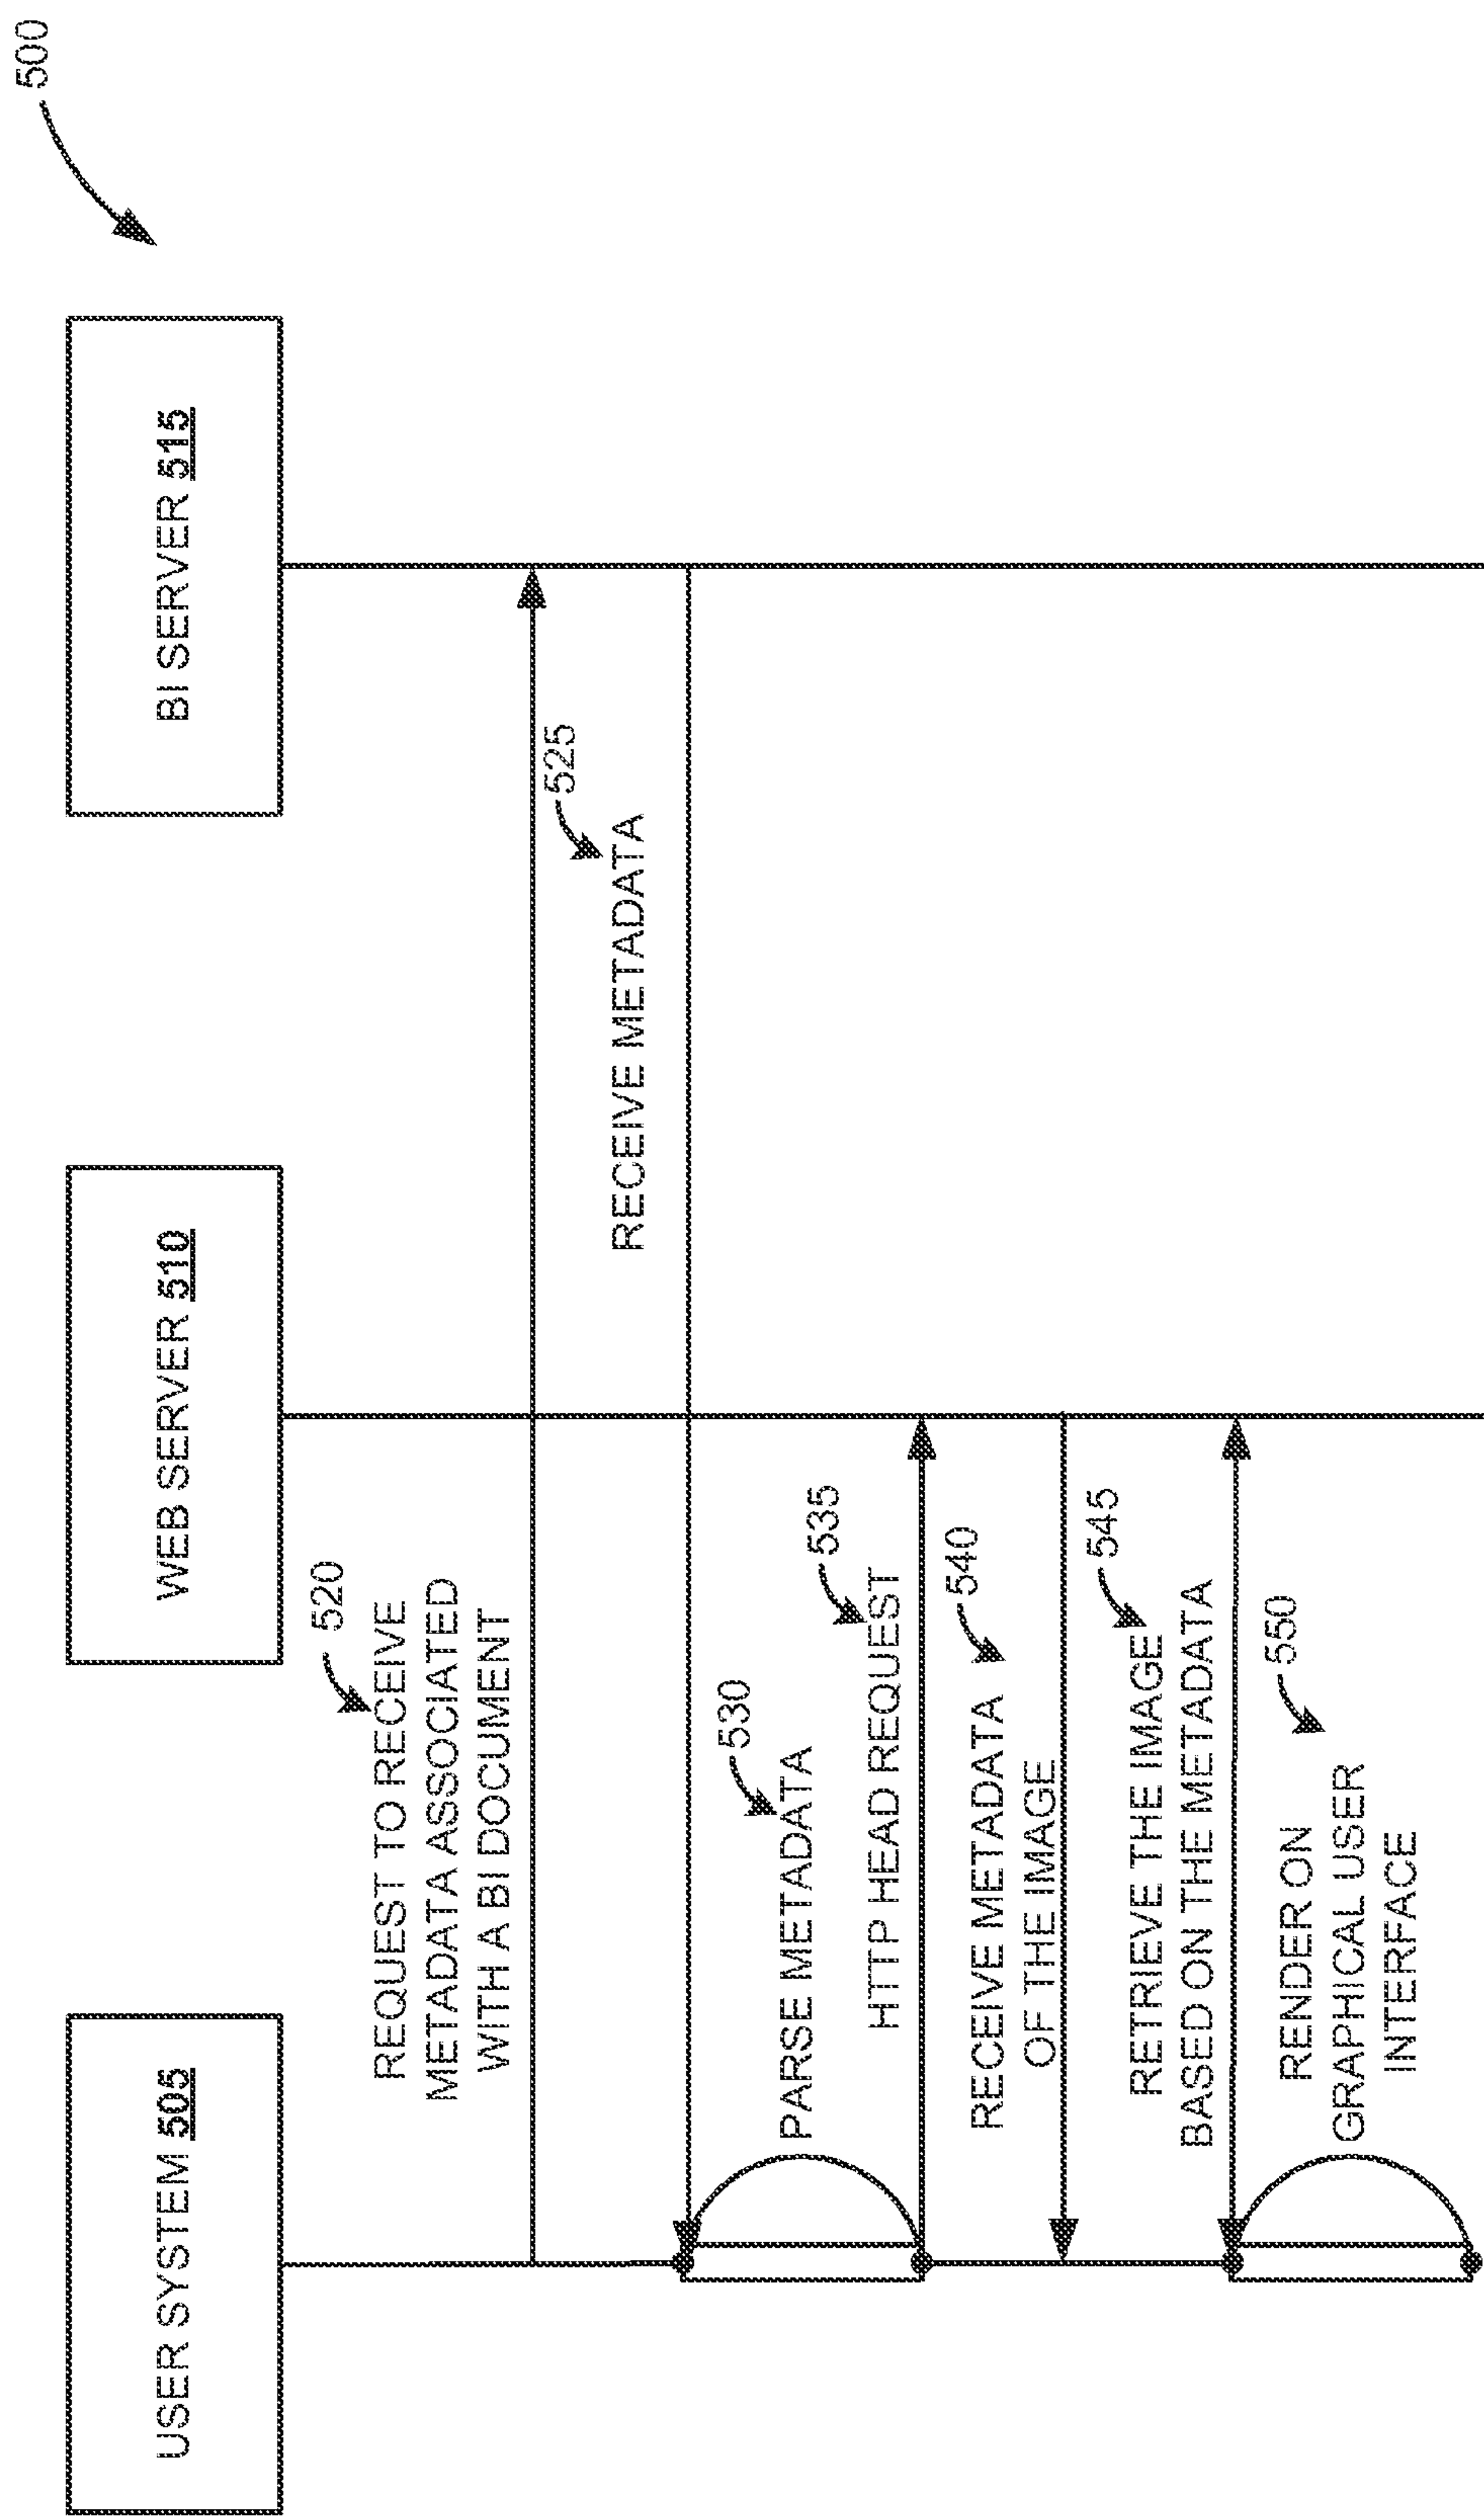 500
USER SYSTEM 505
WEB SERVER 510
BI SERVER 515
520
REQUEST TO RECEIVE
METADATA ASSOCIATED
WITH A BI DOCUMENT
525
RECEIVE METADATA
530
PARSE METADATA
535
HTTP HEAD REQUEST
540
RECEIVE METADATA
OF THE IMAGE
545
RETRIEVE THE IMAGE
BASED ON THE METADATA
550
RENDER ON
GRAPHICAL USER
INTERFACE